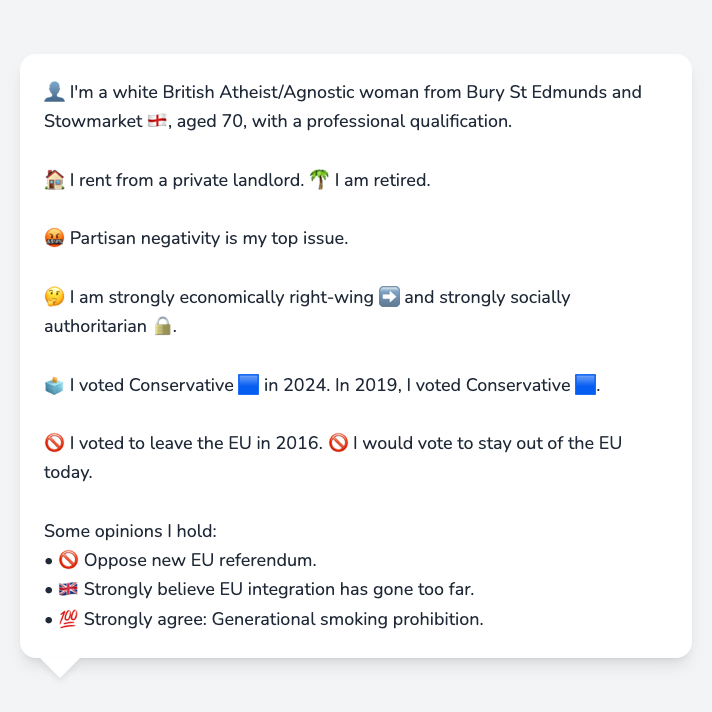 👤 I'm a white British Atheist/Agnostic woman from Bury St Edmunds and
Stowmarket 🏴󠁧󠁢󠁥󠁮󠁧󠁿, aged 70, with a professional qualification.
🏠 I rent from a private landlord. 🌴 I am retired.
🤬 Partisan negativity is my top issue.
🤔 I am strongly economically right-wing ➡️ and strongly socially
authoritarian 🔒.
🗳️ I voted Conservative 🟦 in 2024. In 2019, I voted Conservative 🟦.
🚫 I voted to leave the EU in 2016. 🚫 I would vote to stay out of the EU
today.
Some opinions I hold:
• 🚫 Oppose new EU referendum.
• 🇬🇧 Strongly believe EU integration has gone too far.
• 💯 Strongly agree: Generational smoking prohibition.